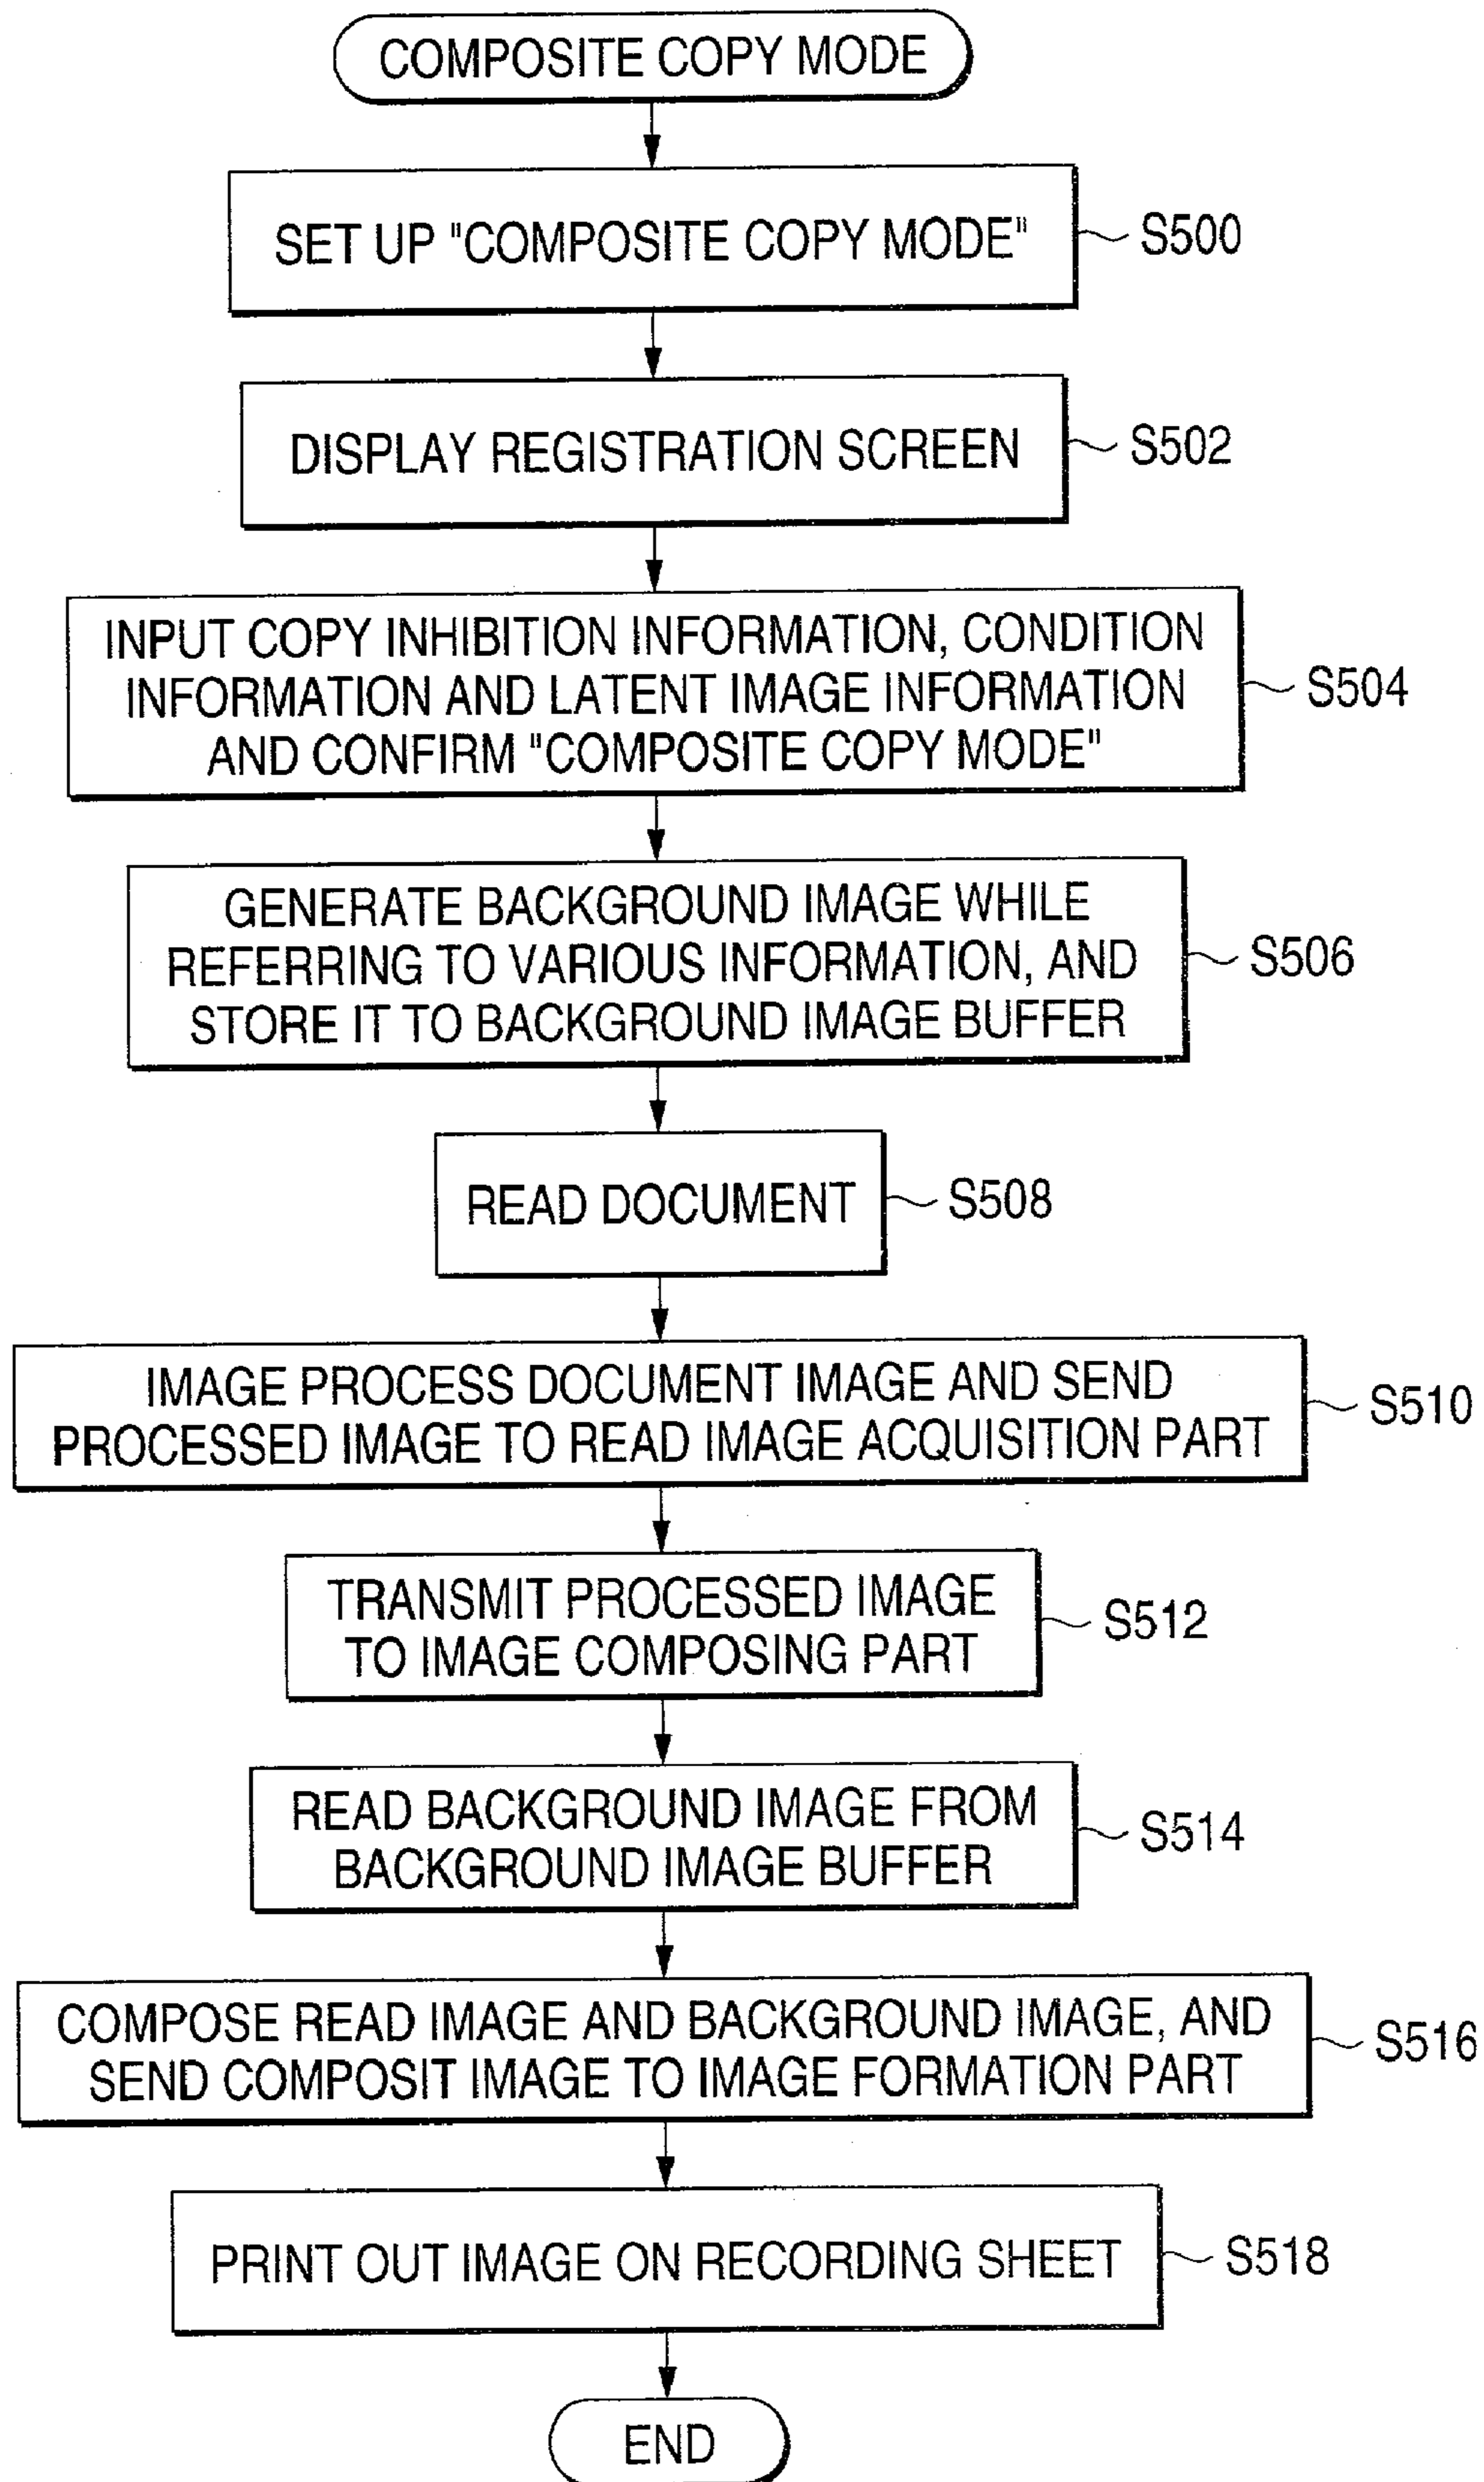 COMPOSITE COPY MODE
SET UP "COMPOSITE COPY MODE"
S500
DISPLAY REGISTRATION SCREEN
S502
INPUT COPY INHIBITION INFORMATION, CONDITION
INFORMATION AND LATENT IMAGE INFORMATION
AND CONFIRM "COMPOSITE COPY MODE"
S504
GENERATE BACKGROUND IMAGE WHILE
REFERRING TO VARIOUS INFORMATION, AND
STORE IT TO BACKGROUND IMAGE BUFFER
S506
READ DOCUMENT
S508
IMAGE PROCESS DOCUMENT IMAGE AND SEND
PROCESSED IMAGE TO READ IMAGE ACQUISITION PART
S510
TRANSMIT PROCESSED IMAGE
TO IMAGE COMPOSING PART
S512
READ BACKGROUND IMAGE FROM
BACKGROUND IMAGE BUFFER
S514
COMPOSE READ IMAGE AND BACKGROUND IMAGE, AND
SEND COMPOSIT IMAGE TO IMAGE FORMATION PART
S516
PRINT OUT IMAGE ON RECORDING SHEET
S518
END